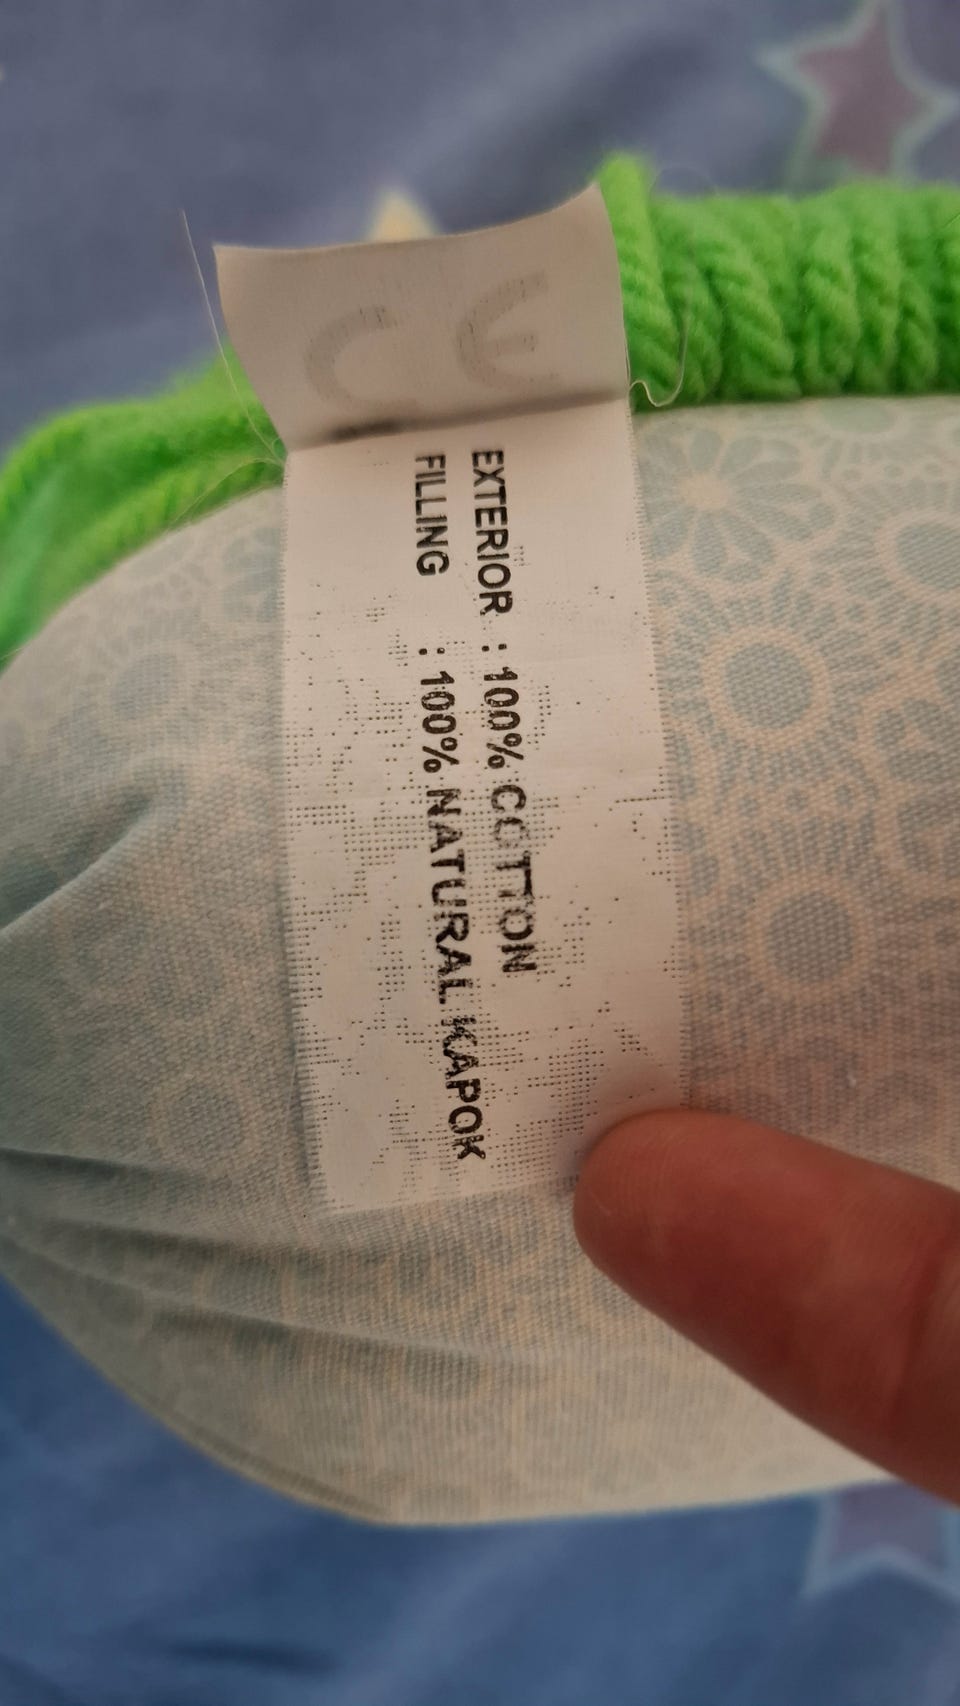 CE
EXTERIOR : 100% COTTON
FILLING : 100% NATURAL KAPOK